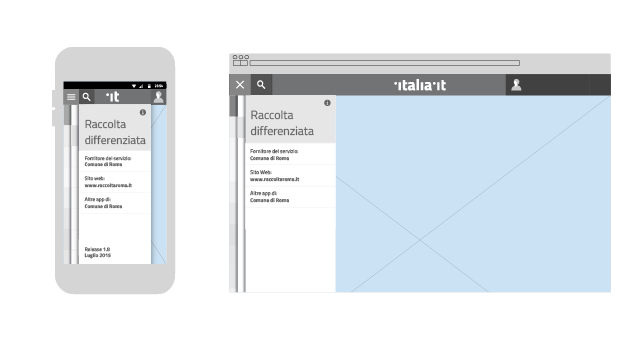 ·it
Raccolta
differenziata
Fornitore del servizio:
Comune di Roma
Sito web:
www.raccoltaroma.it
Altre app di:
Comune di Roma
Release 1.8
Luglio 2015
·italia·it
Raccolta
differenziata
Fornitore del servizio:
Comune di Roma
Sito Web:
www.raccoltaroma.it
Altre app di:
Comune di Roma